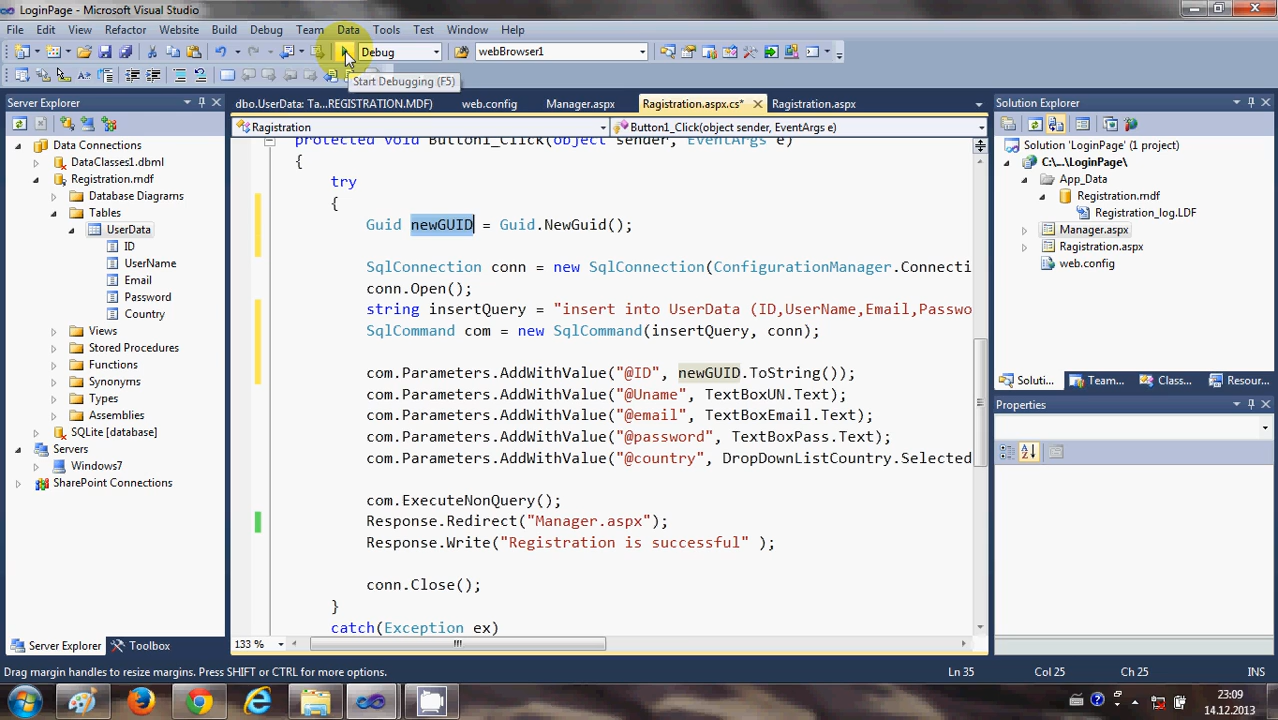 LoginPage - Microsoft Visual Studio
File Edit View Refactor Website Build Debug Team Data Tools Test Window Help
Debug webBrowser1
Start Debugging (F5)
Server Explorer
dbo.UserData: Ta...REGISTRATION.MDF) web.config Manager.aspx Ragistration.aspx.cs* Ragistration.aspx
Solution Explorer
Ragistration Button1_Click(object sender, EventArgs e)
Data Connections
DataClasses1.dbml
Registration.mdf
Database Diagrams
Tables
UserData
ID
UserName
Email
Password
Country
Views
Stored Procedures
Functions
Synonyms
Types
Assemblies
SQLite [database]
Servers
Windows7
SharePoint Connections
Server Explorer Toolbox
protected void Button1_Click(object sender, EventArgs e)
{
try
{
Guid newGUID = Guid.NewGuid();
SqlConnection conn = new SqlConnection(ConfigurationManager.Connecti
conn.Open();
string insertQuery = "insert into UserData (ID,UserName,Email,Passwo
SqlCommand com = new SqlCommand(insertQuery, conn);
com.Parameters.AddWithValue("@ID", newGUID.ToString());
com.Parameters.AddWithValue("@Uname", TextBoxUN.Text);
com.Parameters.AddWithValue("@email", TextBoxEmail.Text);
com.Parameters.AddWithValue("@password", TextBoxPass.Text);
com.Parameters.AddWithValue("@country", DropDownListCountry.Selected
com.ExecuteNonQuery();
Response.Redirect("Manager.aspx");
Response.Write("Registration is successful" );
conn.Close();
}
catch(Exception ex)
133 %
Solution 'LoginPage' (1 project)
C:\...\LoginPage\
App_Data
Registration.mdf
Registration_log.LDF
Manager.aspx
Ragistration.aspx
web.config
Soluti... Team... Class... Resour...
Properties
Drag margin handles to resize margins. Press SHIFT or CTRL for more options. Ln 35 Col 25 Ch 25 INS
23:09
14.12.2013